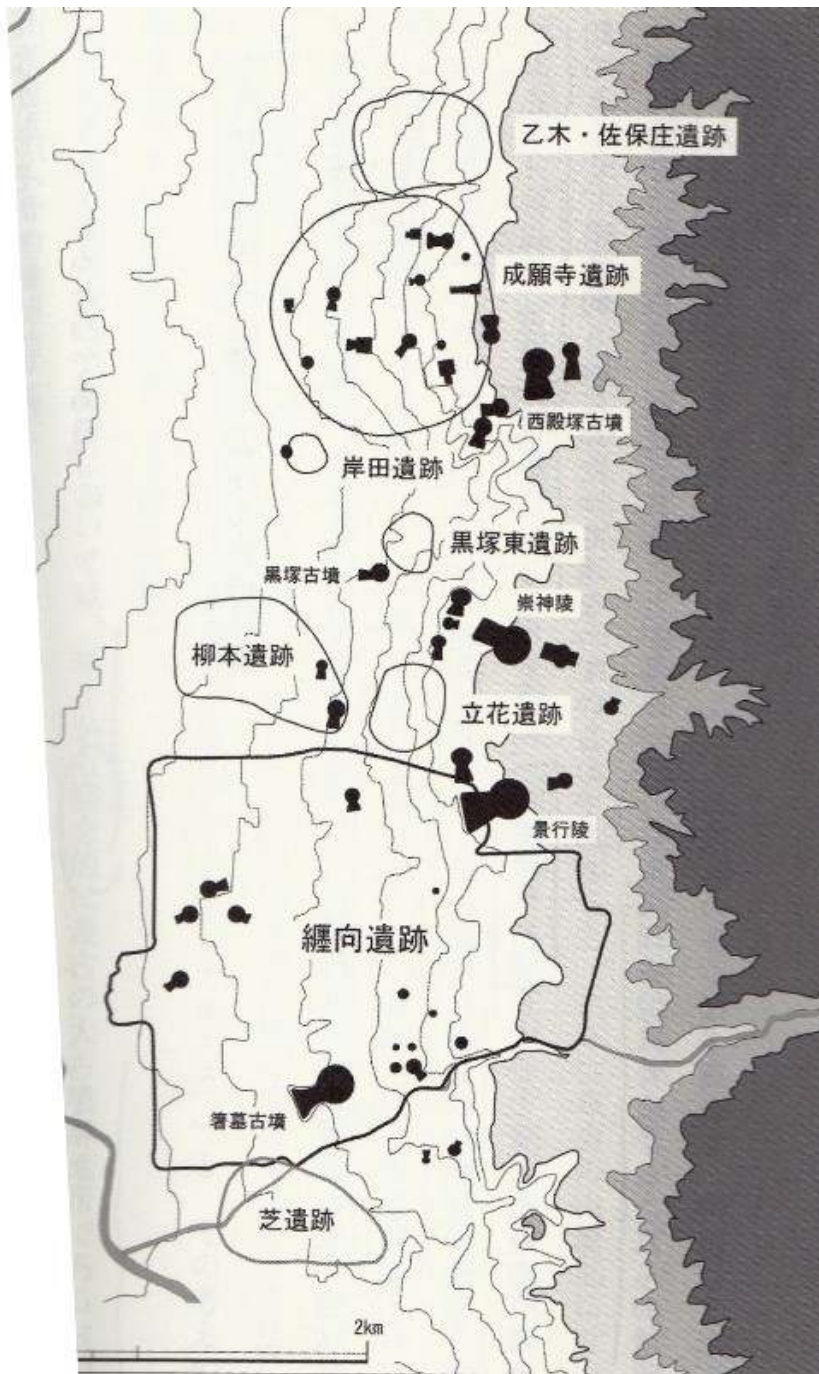 乙木・佐保庄遺跡
成願寺遺跡
西殿塚古墳
岸田遺跡
黒塚東遺跡
黒塚古墳
崇神陵
柳本遺跡
立花遺跡
景行陵
纒向遺跡
箸墓古墳
芝遺跡
2km